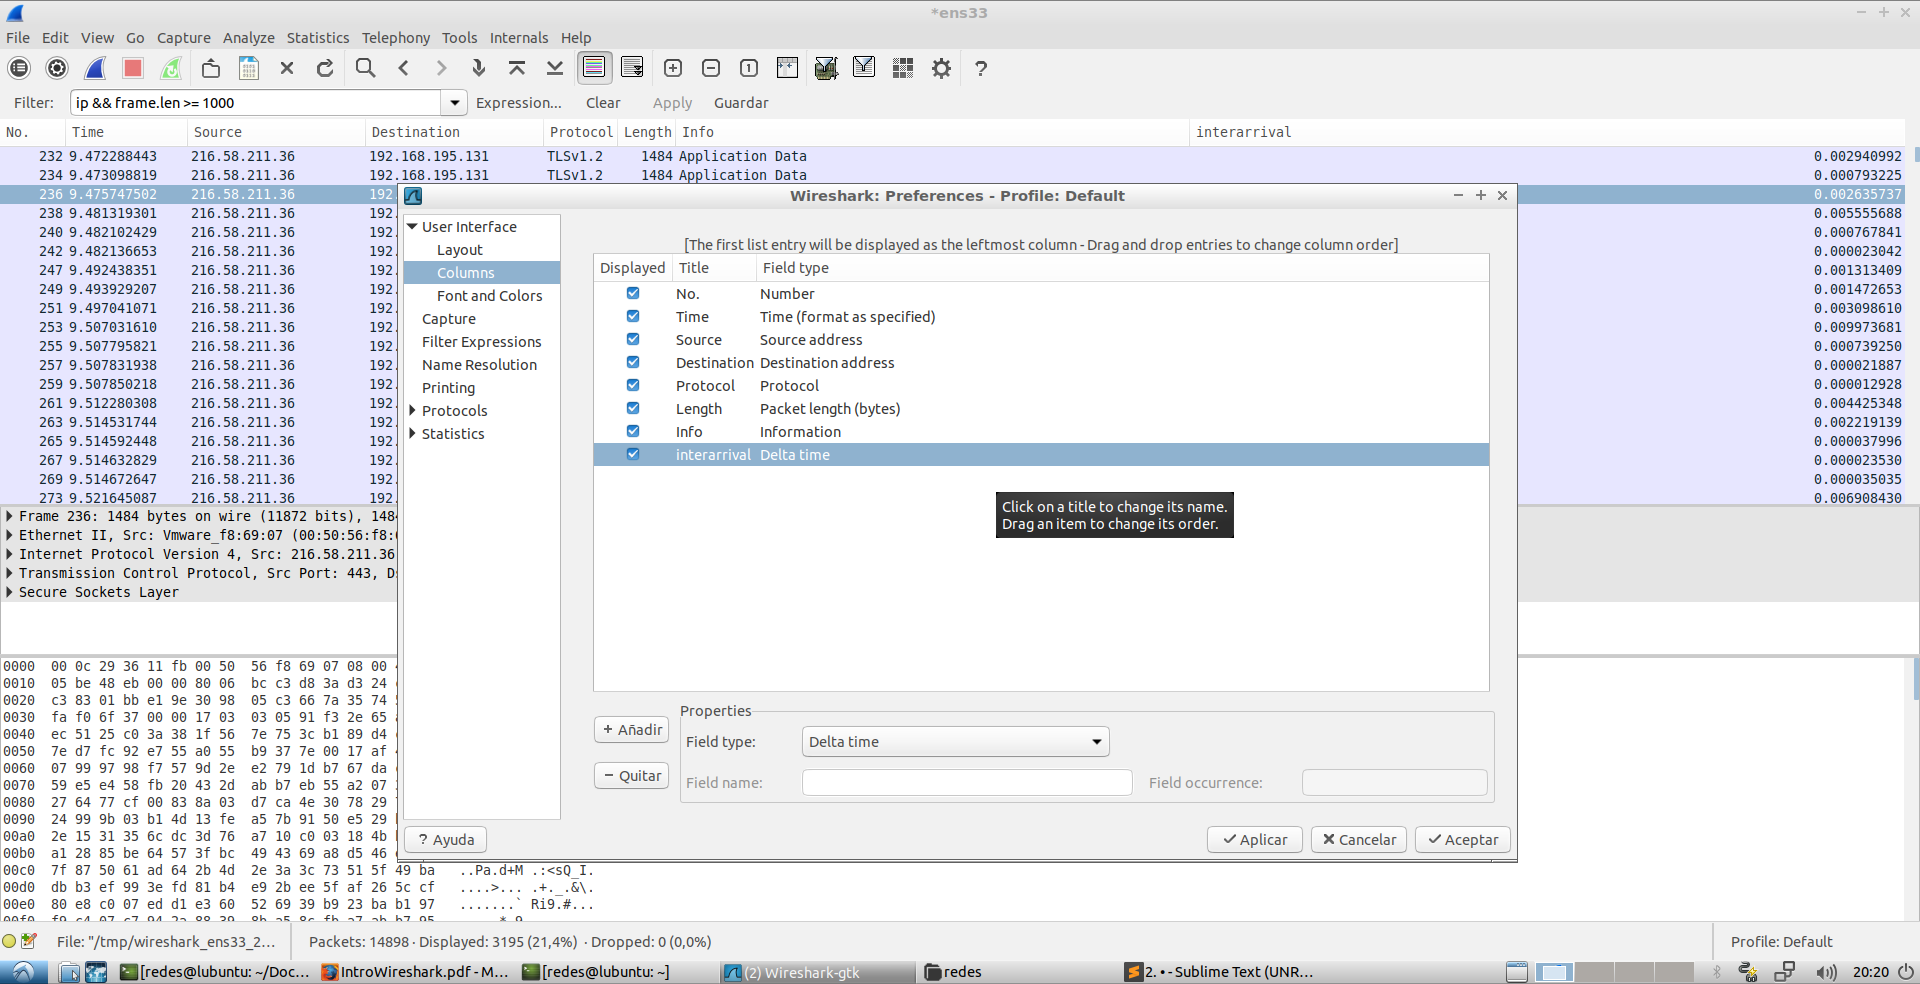 *ens33
File Edit View Go Capture Analyze Statistics Telephony Tools Internals Help
Filter: ip && frame.len >= 1000 Expression... Clear Apply Guardar
No. Time Source Destination Protocol Length Info interarrival
232 9.472288443 216.58.211.36 192.168.195.131 TLSv1.2 1484 Application Data 0.002940992
234 9.473098819 216.58.211.36 192.168.195.131 TLSv1.2 1484 Application Data 0.000793225
236 9.475747502 216.58.211.36 192. 0.002635737
238 9.481319301 216.58.211.36 192. 0.005555688
240 9.482102429 216.58.211.36 192. 0.000767841
242 9.482136653 216.58.211.36 192. 0.000023042
247 9.492438351 216.58.211.36 192. 0.001313409
249 9.493929207 216.58.211.36 192. 0.001472653
251 9.497041071 216.58.211.36 192. 0.003098610
253 9.507031610 216.58.211.36 192. 0.009973681
255 9.507795821 216.58.211.36 192. 0.000739250
257 9.507831938 216.58.211.36 192. 0.000021887
259 9.507850218 216.58.211.36 192. 0.000012928
261 9.512280308 216.58.211.36 192. 0.004425348
263 9.514531744 216.58.211.36 192. 0.002219139
265 9.514592448 216.58.211.36 192. 0.000037996
267 9.514632829 216.58.211.36 192. 0.000023530
269 9.514672647 216.58.211.36 192. 0.000035035
273 9.521645087 216.58.211.36 192. 0.006908430
Frame 236: 1484 bytes on wire (11872 bits), 148
Ethernet II, Src: Vmware_f8:69:07 (00:50:56:f8:
Internet Protocol Version 4, Src: 216.58.211.36
Transmission Control Protocol, Src Port: 443, D
Secure Sockets Layer
0000 00 0c 29 36 11 fb 00 50 56 f8 69 07 08 00
0010 05 be 48 eb 00 00 80 06 bc c3 d8 3a d3 24
0020 c3 83 01 bb e1 9e 30 98 05 c3 66 7a 35 74
0030 fa f0 6f 37 00 00 17 03 03 05 91 f3 2e 65
0040 ec 51 25 c0 3a 38 1f 56 7e 75 3c b1 89 d4
0050 7e d7 fc 92 e7 55 a0 55 b9 37 7e 00 17 af
0060 07 99 97 98 f7 57 9d 2e e2 79 1d b7 67 da
0070 59 e5 e4 58 fb 20 43 2d ab b7 eb 55 a2 07
0080 27 64 77 cf 00 83 8a 03 d7 ca 4e 30 78 29
0090 24 99 9b 03 b1 4d 13 fe a5 7b 91 50 e5 29
00a0 2e 15 31 35 6c dc 3d 76 a7 10 c0 03 18 4b
00b0 a1 28 85 be 64 57 3f bc 49 43 69 a8 d5 46
00c0 7f 87 50 61 ad 64 2b 4d 2e 3a 3c 73 51 5f 49 ba ..Pa.d+M .:<sQ_I.
00d0 db b3 ef 99 3e fd 81 b4 e9 2b ee 5f af 26 5c cf ....>... .+._.&\.
00e0 80 e8 c0 07 ed d1 e3 60 52 69 39 b9 23 ba b1 97 .......` Ri9.#...
Wireshark: Preferences - Profile: Default
User Interface
Layout
Columns
Font and Colors
Capture
Filter Expressions
Name Resolution
Printing
Protocols
Statistics
[The first list entry will be displayed as the leftmost column - Drag and drop entries to change column order]
Displayed Title Field type
No. Number
Time Time (format as specified)
Source Source address
Destination Destination address
Protocol Protocol
Length Packet length (bytes)
Info Information
interarrival Delta time
Click on a title to change its name.
Drag an item to change its order.
+ Añadir
− Quitar
Properties
Field type: Delta time
Field name: Field occurrence:
? Ayuda
Aplicar Cancelar Aceptar
File: "/tmp/wireshark_ens33_2... Packets: 14898 · Displayed: 3195 (21,4%) · Dropped: 0 (0,0%) Profile: Default
[redes@lubuntu: ~/Doc... IntroWireshark.pdf - M... [redes@lubuntu: ~] (2) Wireshark-gtk redes 2. • - Sublime Text (UNR... 20:20